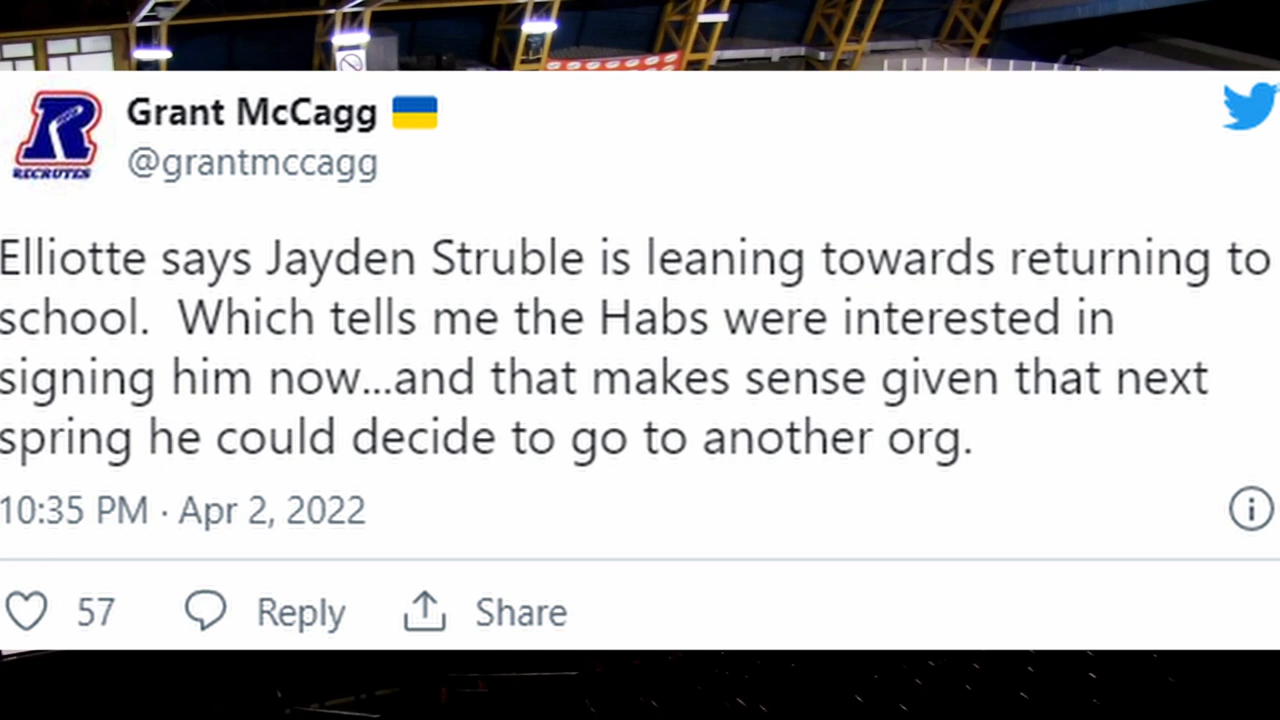 Grant McCagg
@grantmccagg
RECRUTES
Elliotte says Jayden Struble is leaning towards returning to
school.  Which tells me the Habs were interested in
signing him now...and that makes sense given that next
spring he could decide to go to another org.
10:35 PM · Apr 2, 2022
57 Reply Share